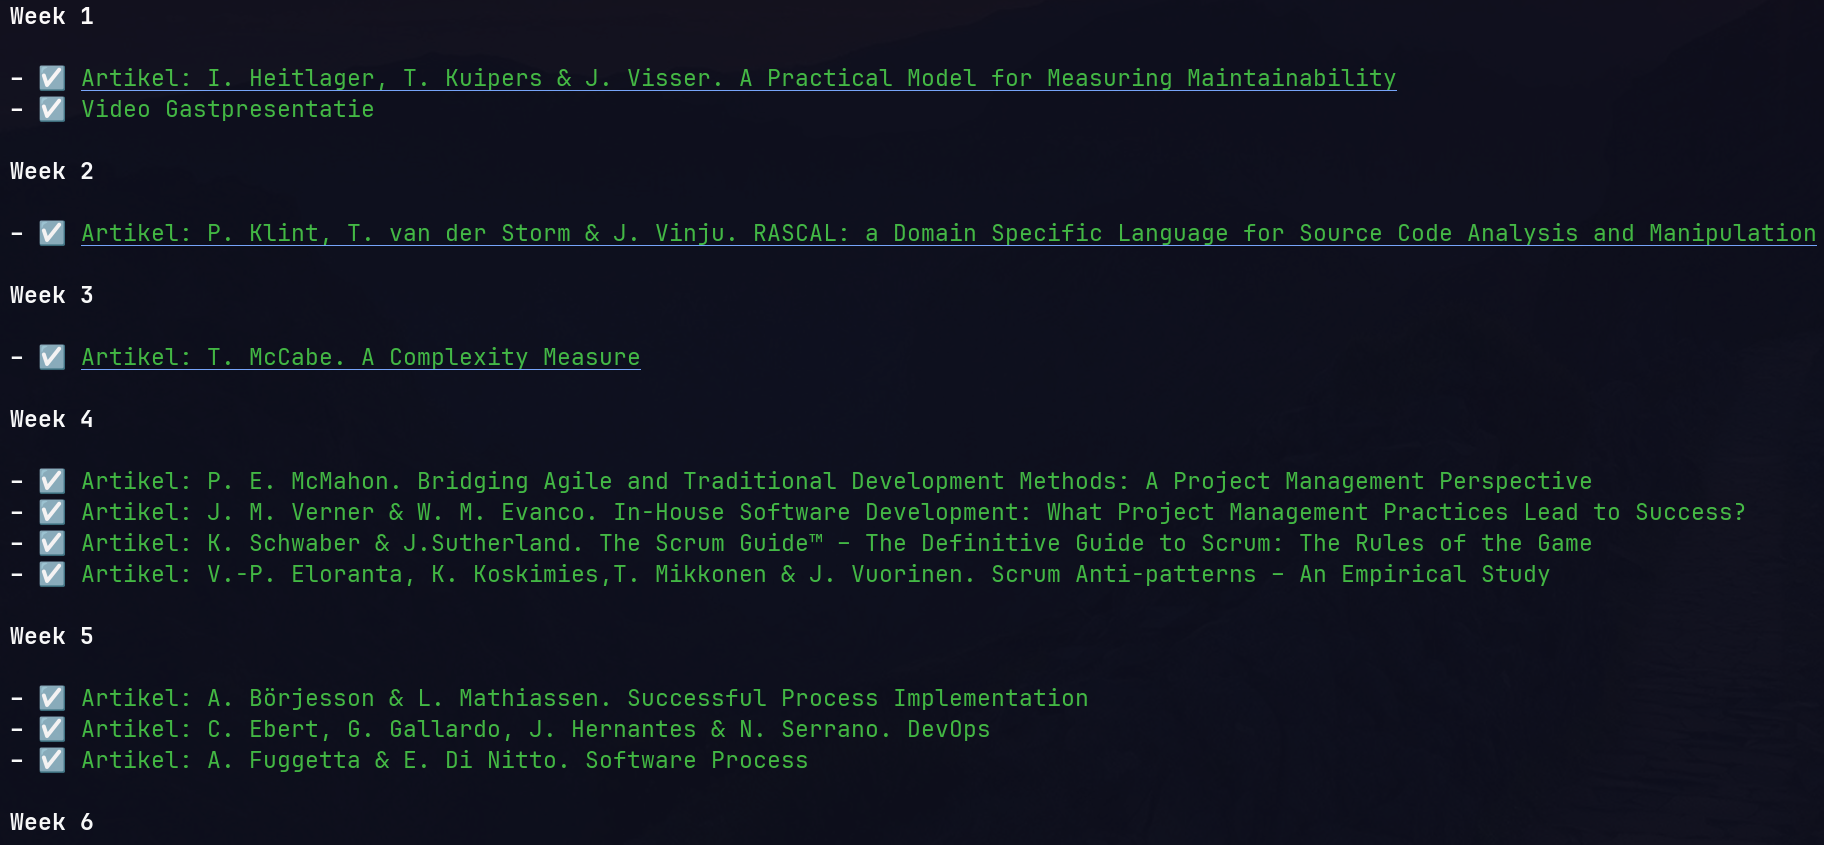 Week 1
- ☑ Artikel: I. Heitlager, T. Kuipers & J. Visser. A Practical Model for Measuring Maintainability
- ☑ Video Gastpresentatie
Week 2
- ☑ Artikel: P. Klint, T. van der Storm & J. Vinju. RASCAL: a Domain Specific Language for Source Code Analysis and Manipulation
Week 3
- ☑ Artikel: T. McCabe. A Complexity Measure
Week 4
- ☑ Artikel: P. E. McMahon. Bridging Agile and Traditional Development Methods: A Project Management Perspective
- ☑ Artikel: J. M. Verner & W. M. Evanco. In-House Software Development: What Project Management Practices Lead to Success?
- ☑ Artikel: K. Schwaber & J.Sutherland. The Scrum Guide™ – The Definitive Guide to Scrum: The Rules of the Game
- ☑ Artikel: V.-P. Eloranta, K. Koskimies,T. Mikkonen & J. Vuorinen. Scrum Anti-patterns – An Empirical Study
Week 5
- ☑ Artikel: A. Börjesson & L. Mathiassen. Successful Process Implementation
- ☑ Artikel: C. Ebert, G. Gallardo, J. Hernantes & N. Serrano. DevOps
- ☑ Artikel: A. Fuggetta & E. Di Nitto. Software Process
Week 6